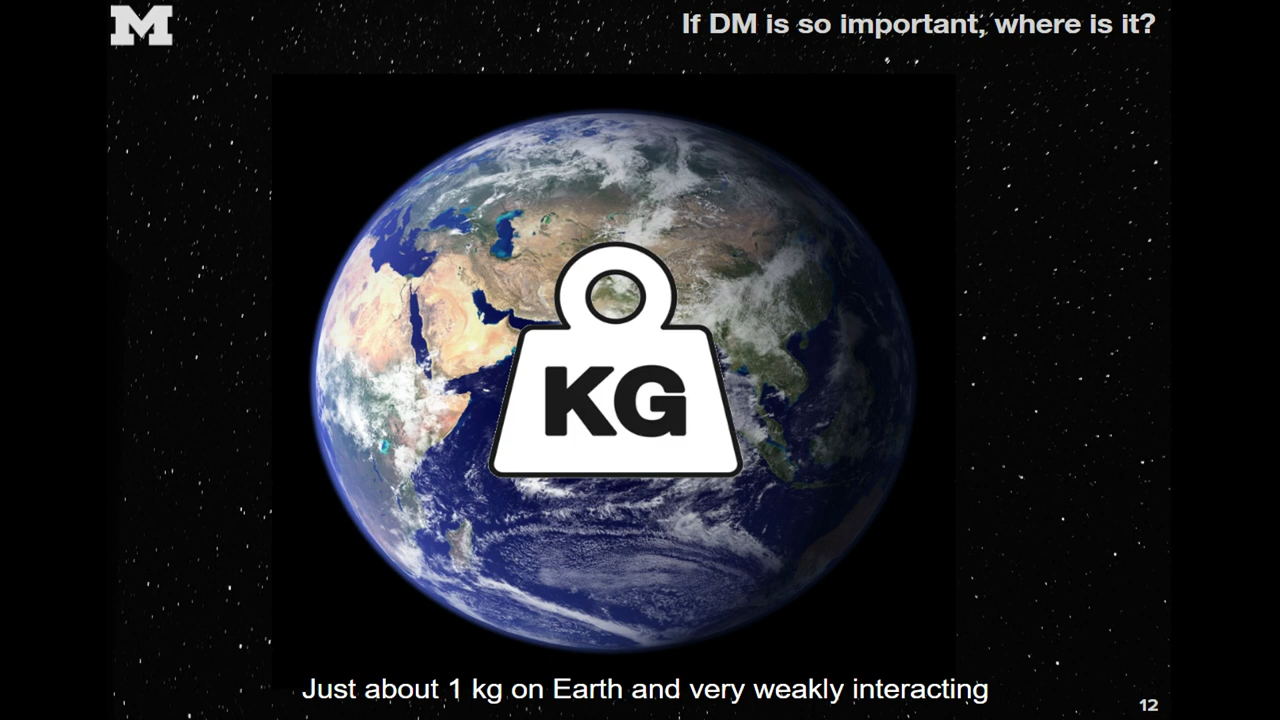 M
If DM is so important, where is it?
KG
Just about 1 kg on Earth and very weakly interacting
12